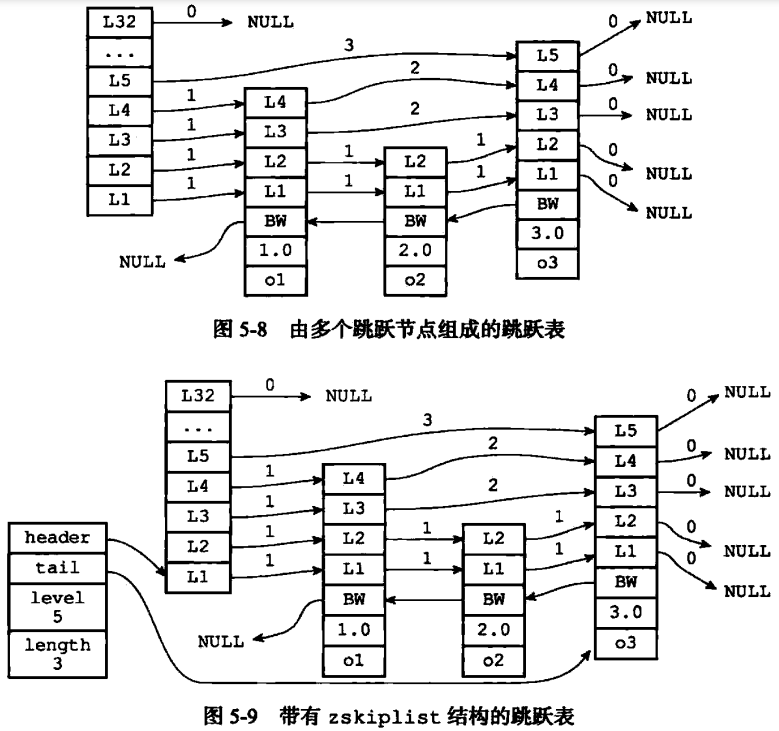 L32 0 NULL
...
L5 3 L5 0 NULL
L4 1 L4 2 L4 0 NULL
L3 1 L3 2 L3 0 NULL
L2 1 L2 1 L2 1 L2 0 NULL
L1 1 L1 1 L1 1 L1 0 NULL
BW BW BW
NULL
1.0 2.0 3.0
o1 o2 o3
图 5-8 由多个跳跃节点组成的跳跃表
L32 0 NULL
...
L5 3 L5 0 NULL
L4 1 L4 2 L4 0 NULL
L3 1 L3 2 L3 0 NULL
L2 1 L2 1 L2 1 L2 0 NULL
L1 1 L1 1 L1 1 L1 0 NULL
BW BW BW
NULL
1.0 2.0 3.0
o1 o2 o3
header
tail
level
5
length
3
图 5-9 带有 zskiplist 结构的跳跃表